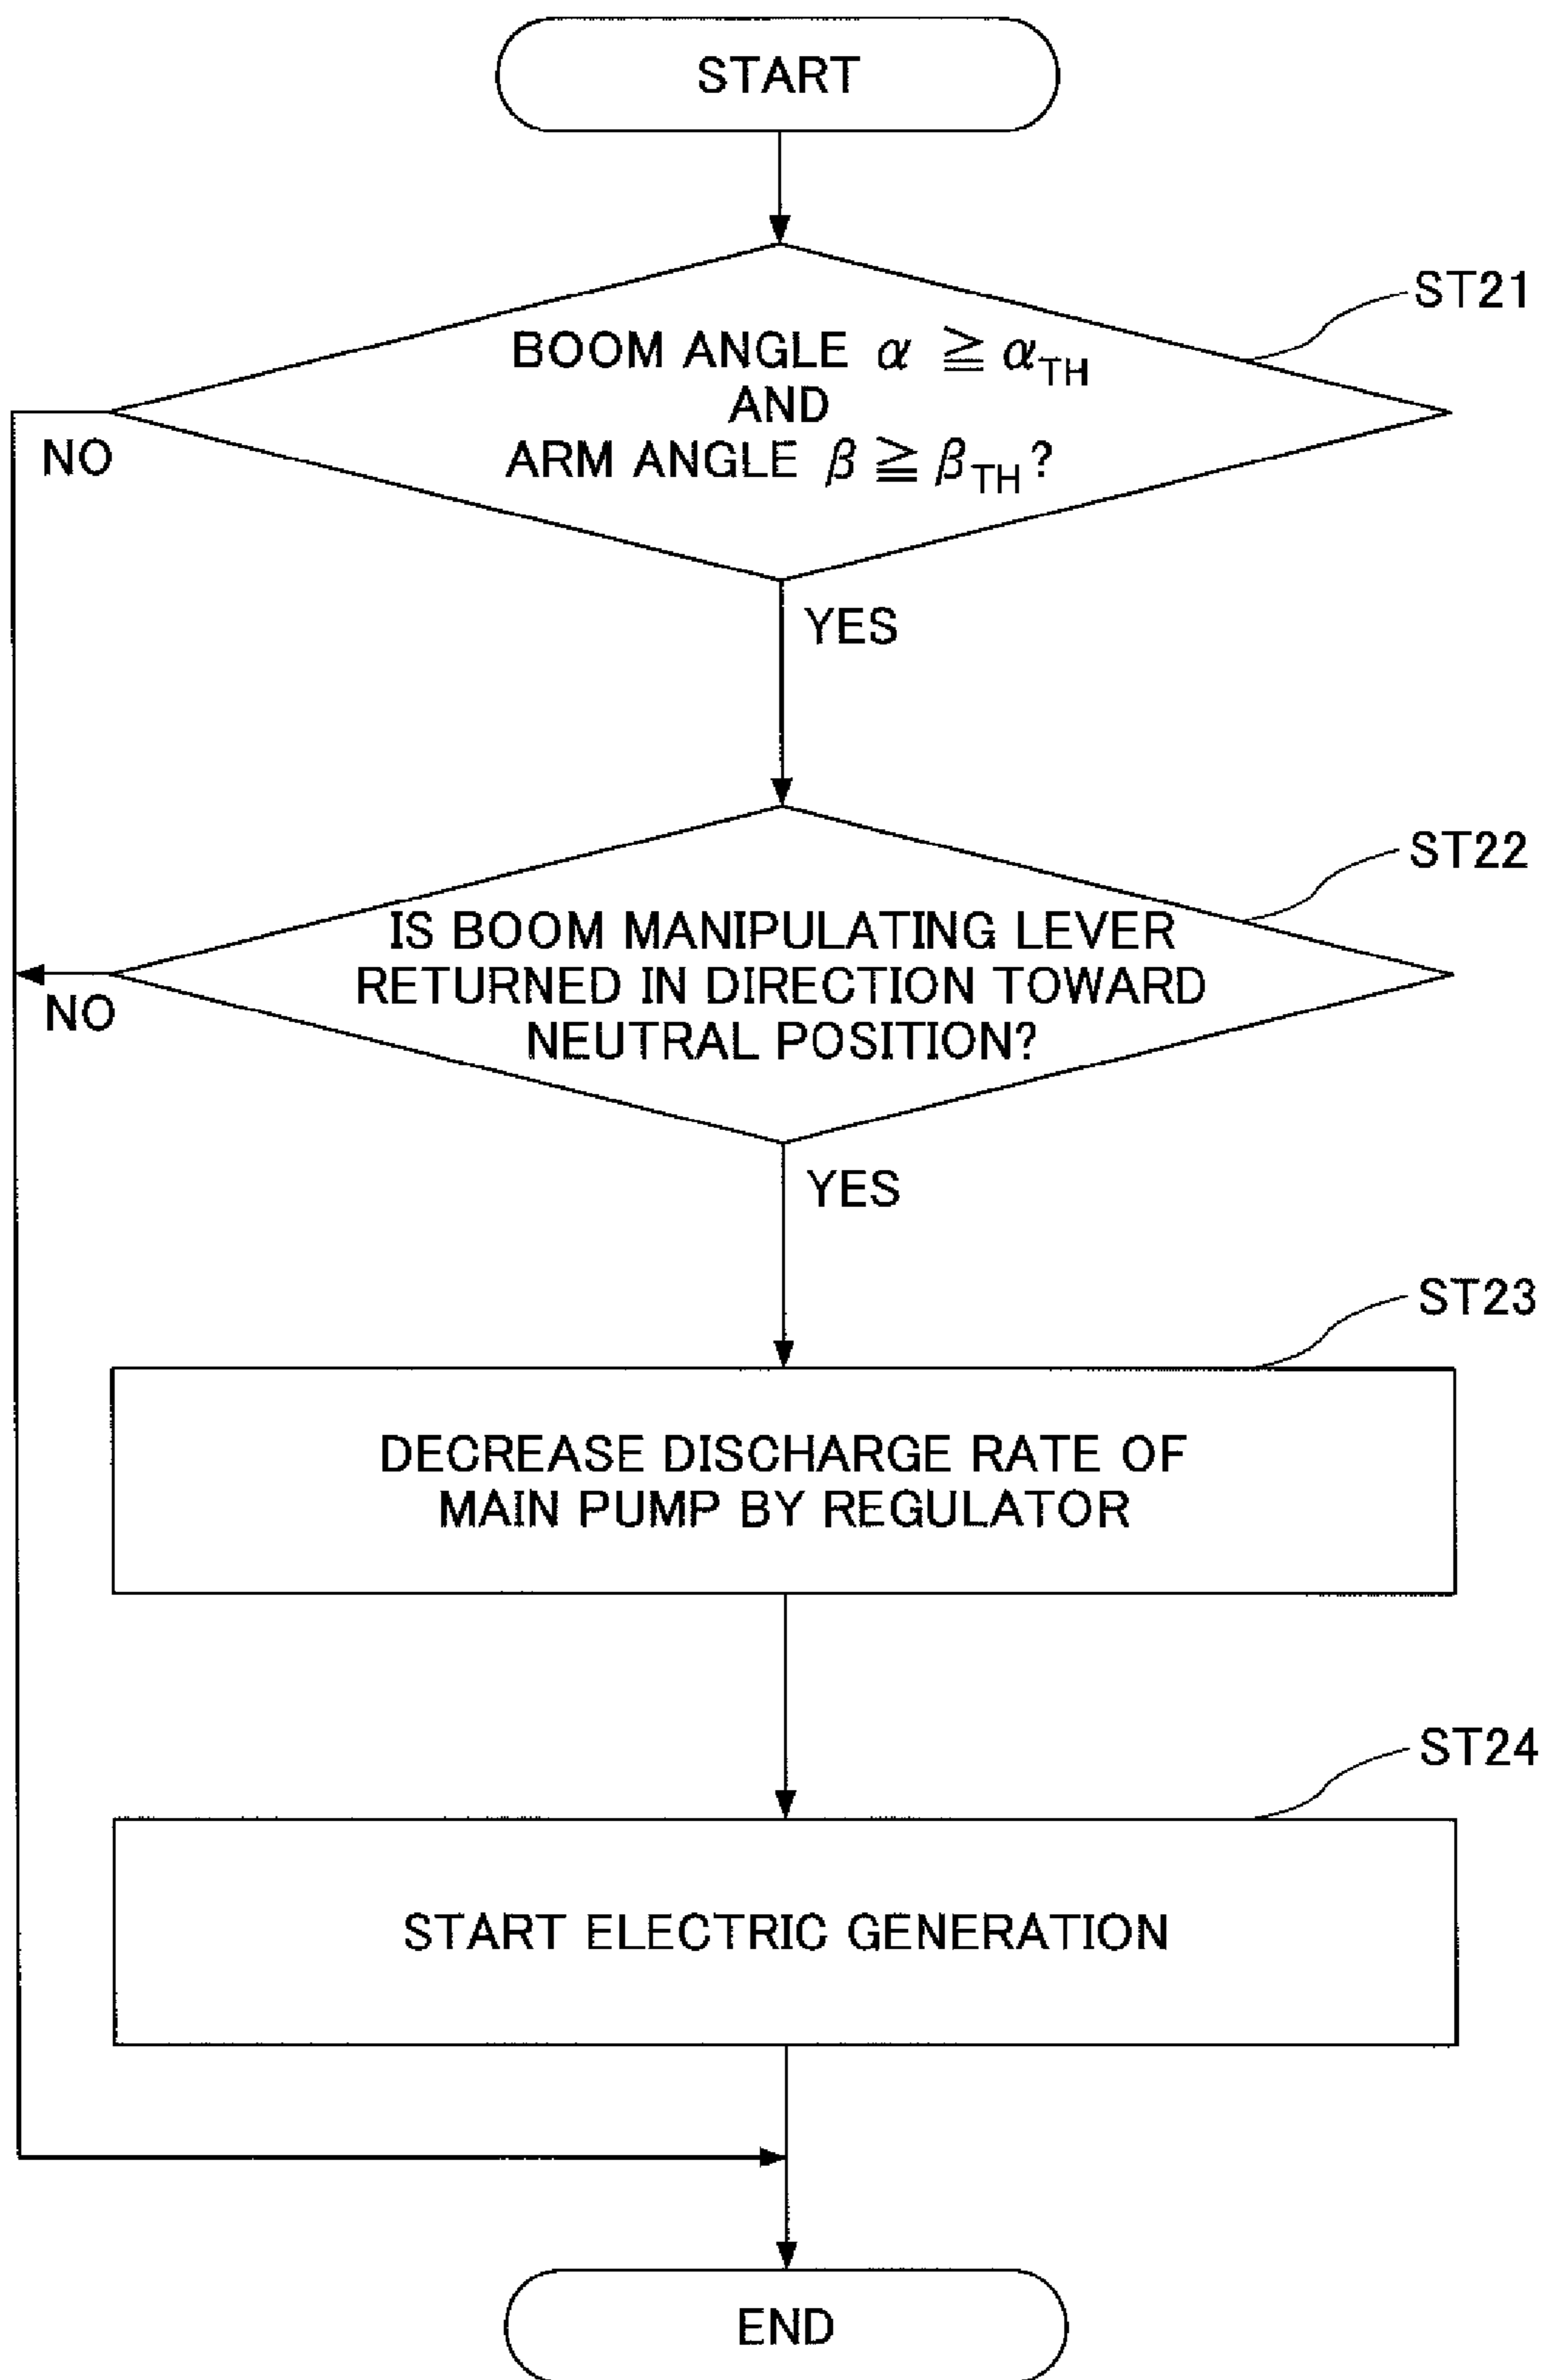 START
ST21
BOOM ANGLE α ≧ αTH
AND
ARM ANGLE β ≧ βTH?
NO
YES
ST22
IS BOOM MANIPULATING LEVER
RETURNED IN DIRECTION TOWARD
NEUTRAL POSITION?
NO
YES
ST23
DECREASE DISCHARGE RATE OF
MAIN PUMP BY REGULATOR
ST24
START ELECTRIC GENERATION
END